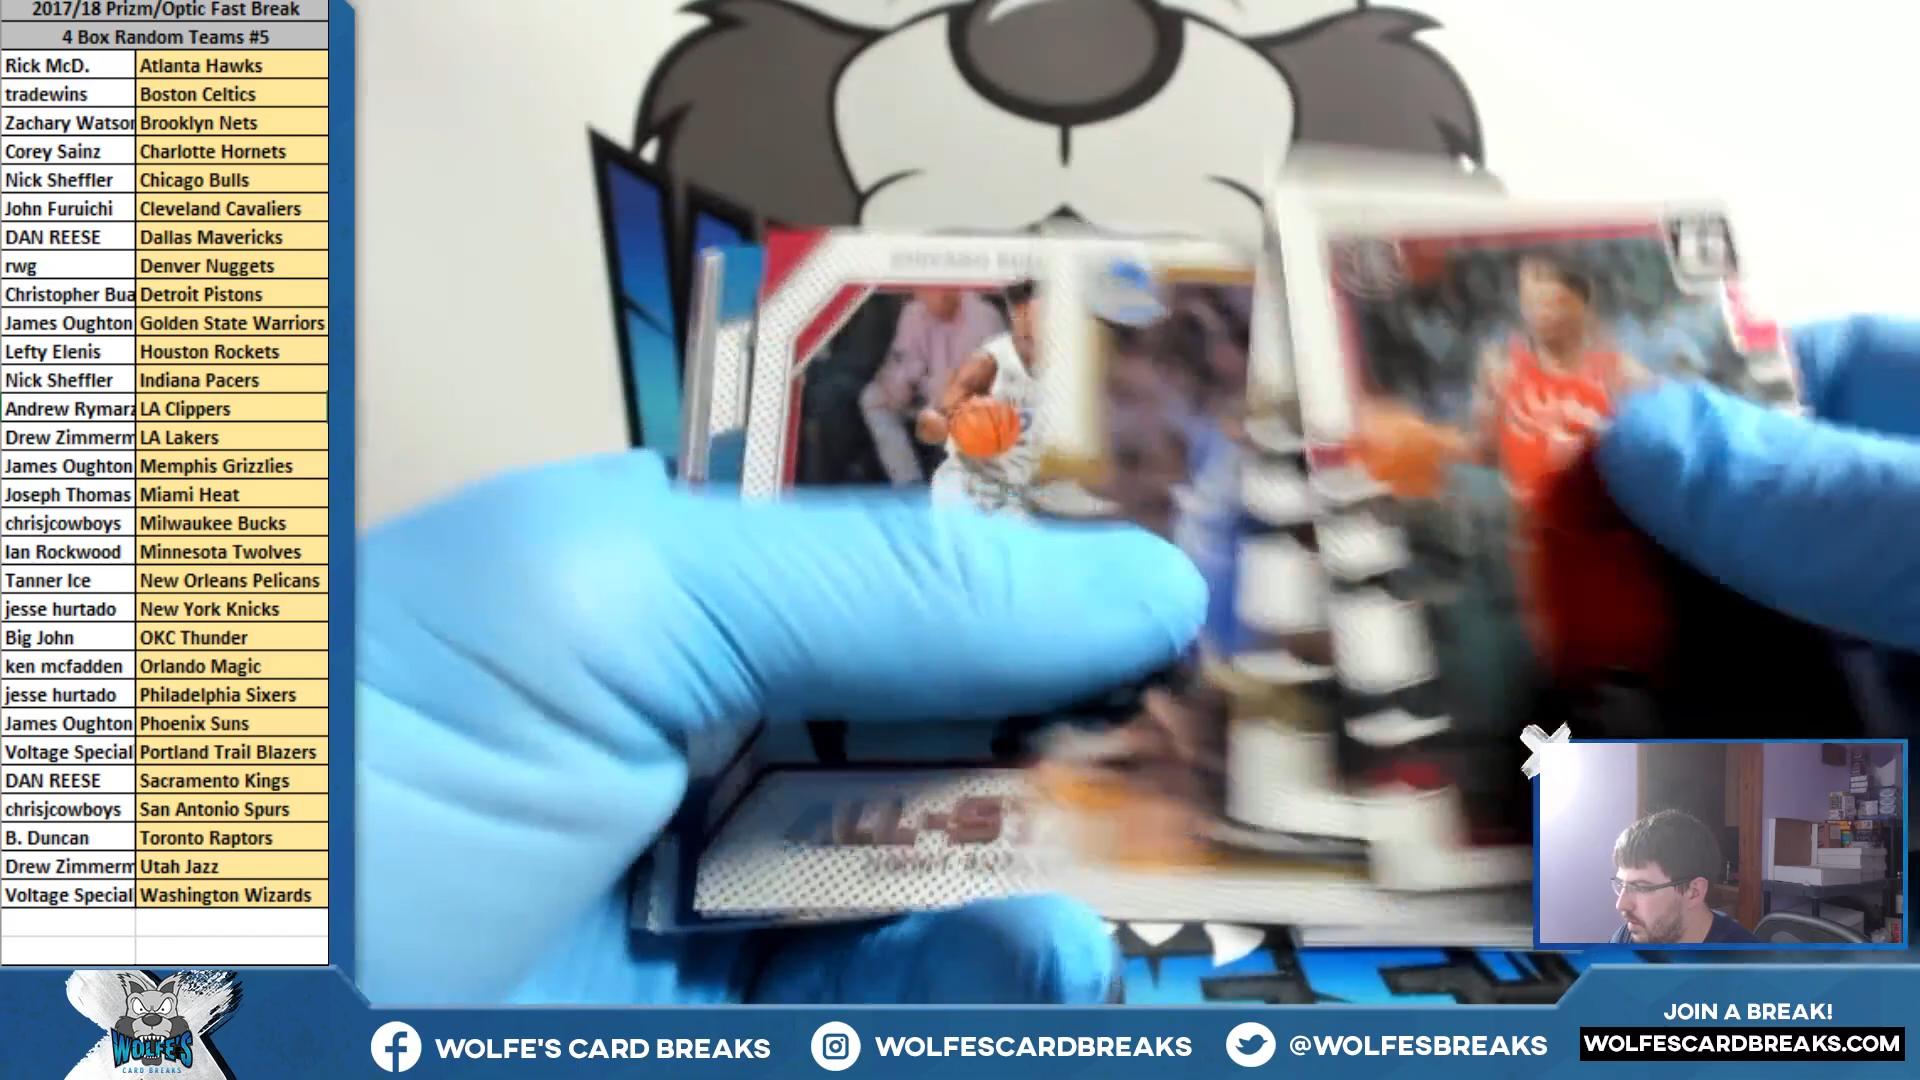 2017/18 Prizm/Optic Fast Break
4 Box Random Teams #5
Rick McD. Atlanta Hawks
tradewins Boston Celtics
Zachary Watsor Brooklyn Nets
Corey Sainz Charlotte Hornets
Nick Sheffler Chicago Bulls
John Furuichi Cleveland Cavaliers
DAN REESE Dallas Mavericks
rwg Denver Nuggets
Christopher Bua Detroit Pistons
James Oughton Golden State Warriors
Lefty Elenis Houston Rockets
Nick Sheffler Indiana Pacers
Andrew Rymarz LA Clippers
Drew Zimmerm LA Lakers
James Oughton Memphis Grizzlies
Joseph Thomas Miami Heat
chrisjcowboys Milwaukee Bucks
Ian Rockwood Minnesota Twolves
Tanner Ice New Orleans Pelicans
jesse hurtado New York Knicks
Big John OKC Thunder
ken mcfadden Orlando Magic
jesse hurtado Philadelphia Sixers
James Oughton Phoenix Suns
Voltage Special Portland Trail Blazers
DAN REESE Sacramento Kings
chrisjcowboys San Antonio Spurs
B. Duncan Toronto Raptors
Drew Zimmerm Utah Jazz
Voltage Special Washington Wizards
WOLFE'S
CARD BREAKS
WOLFE'S CARD BREAKS
WOLFESCARDBREAKS
@WOLFESBREAKS
JOIN A BREAK!
WOLFESCARDBREAKS.COM